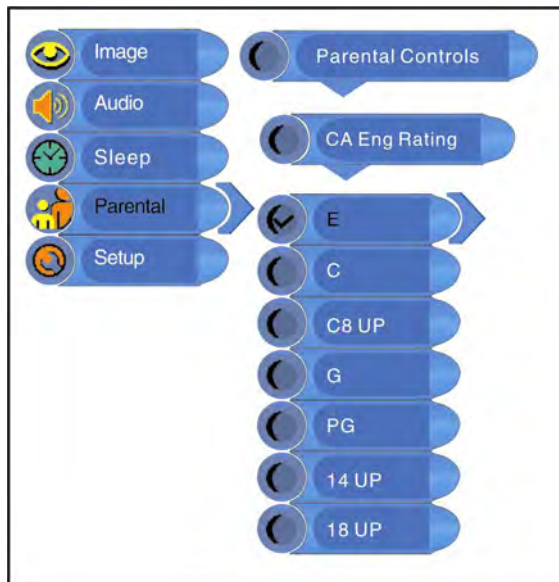 Image
Audio
Sleep
Parental
Setup
Parental Controls
CA Eng Rating
E
C
C8 UP
G
PG
14 UP
18 UP